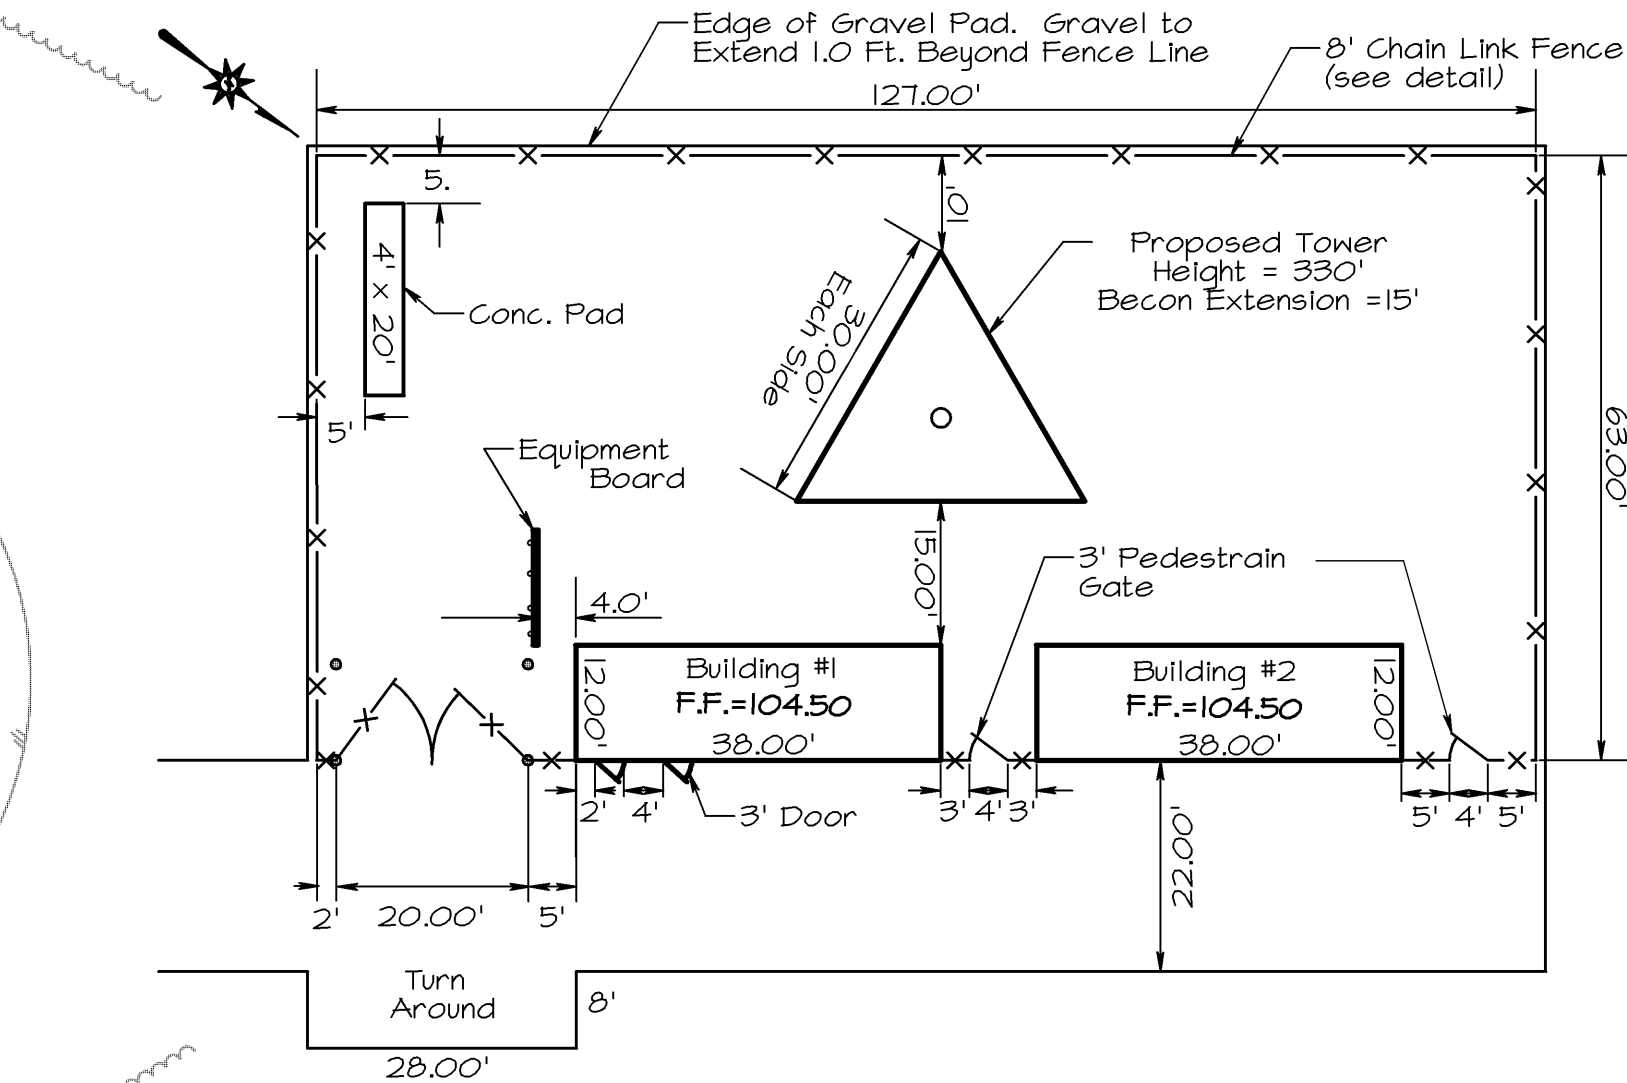 Edge of Gravel Pad. Gravel to
Extend 1.0 Ft. Beyond Fence Line
8' Chain Link Fence
(see detail)
127.00'
5.
10'
4' x 20'
Conc. Pad
Proposed Tower
Height = 330'
Becon Extension =15'
30.00'
Each Side
5'
63.00'
Equipment
Board
15.00'
3' Pedestrain
Gate
4.0'
12.00'
Building #1
F.F.=104.50
38.00'
Building #2
F.F.=104.50
38.00'
12.00'
2'
4'
3' Door
3'
4'
3'
5'
4'
5'
22.00'
2'
20.00'
5'
Turn
Around
8'
28.00'